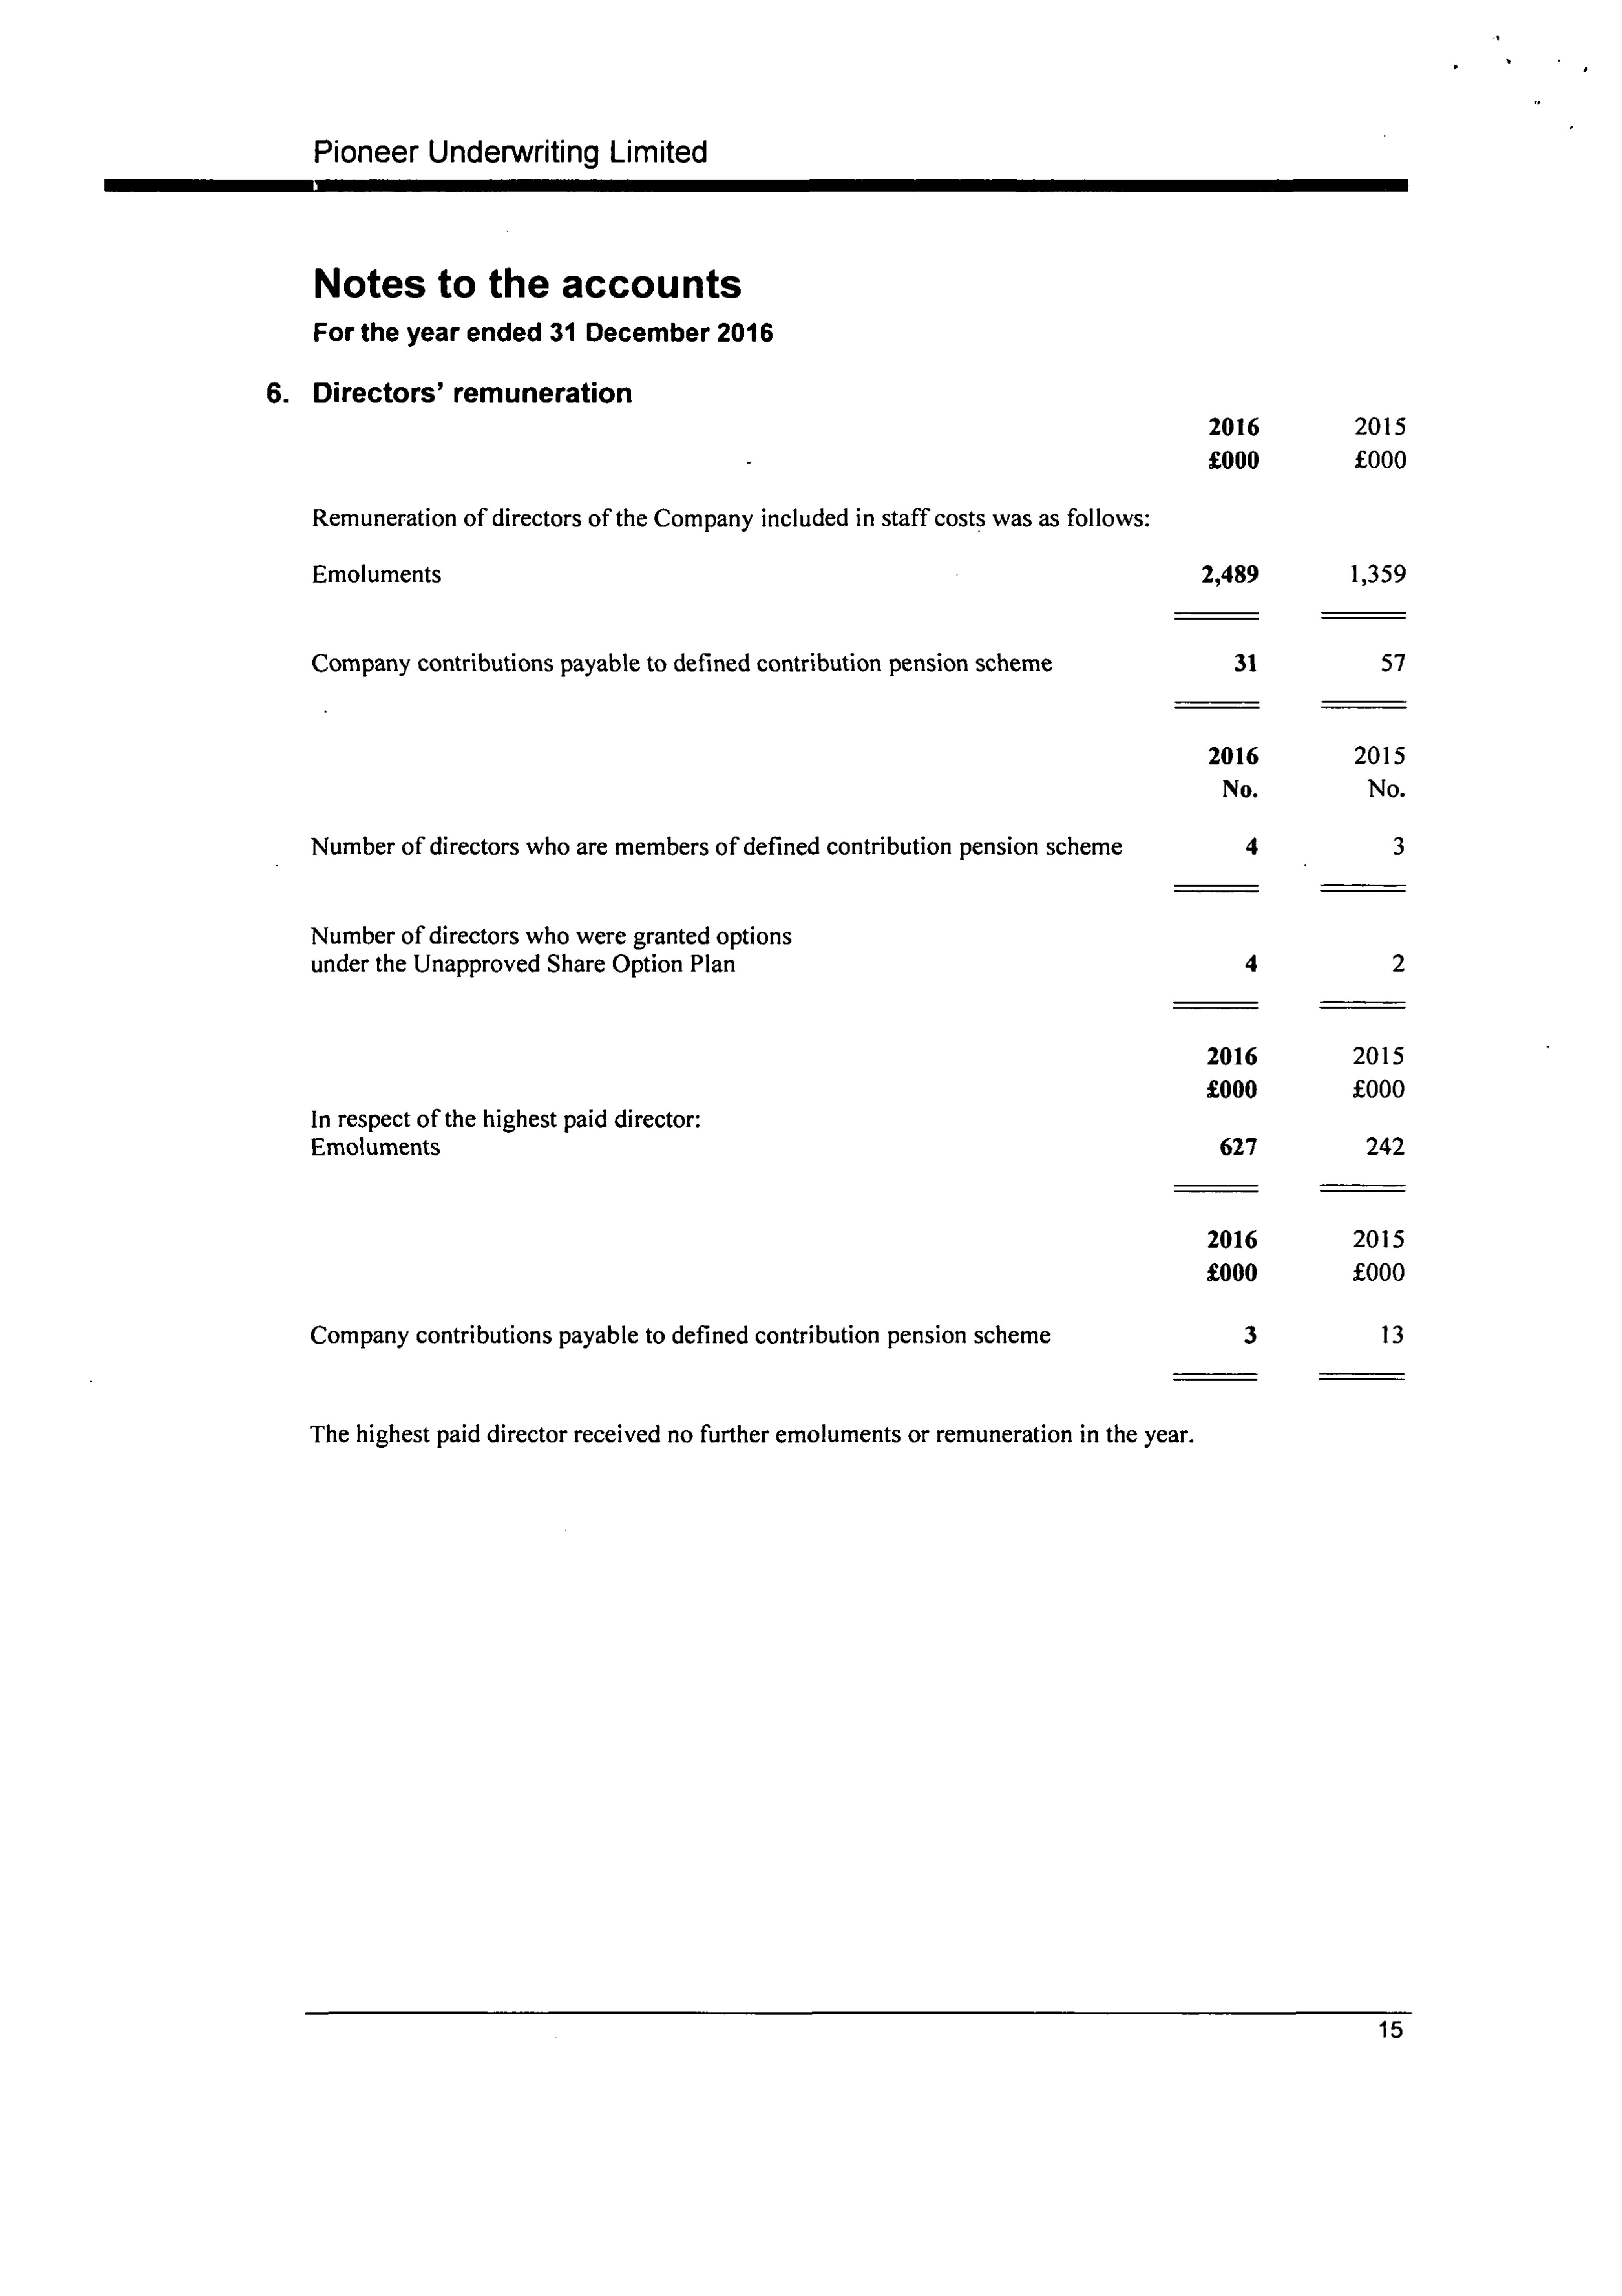 Pioneer Underwriting Limited
Notes to the accounts
For the year ended 31 December 2016
6. Directors' remuneration
2016 2015
£000 £000
Remuneration of directors of the Company included in staff costs was as follows:
Emoluments 2,489 1,359
Company contributions payable to defined contribution pension scheme 31 57
2016 2015
No. No.
Number of directors who are members of defined contribution pension scheme 4 3
Number of directors who were granted options
under the Unapproved Share Option Plan 4 2
2016 2015
£000 £000
In respect of the highest paid director:
Emoluments 627 242
2016 2015
£000 £000
Company contributions payable to defined contribution pension scheme 3 13
The highest paid director received no further emoluments or remuneration in the year.
15